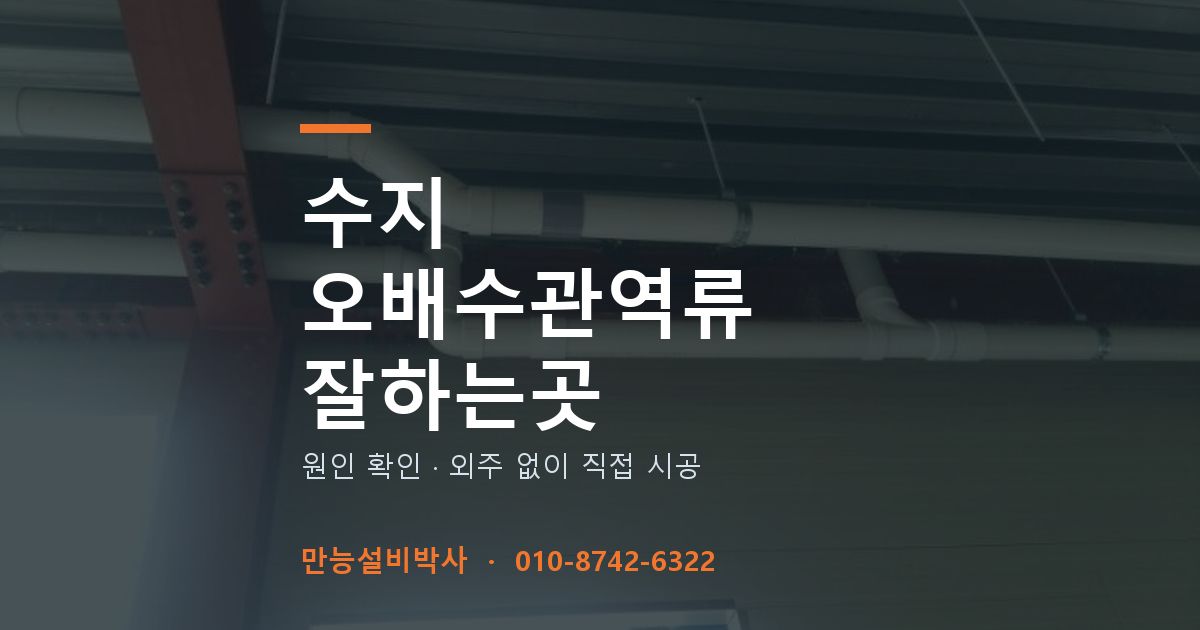 수지
오배수관역류
잘하는곳
원인 확인 · 외주 없이 직접 시공
만능설비박사 · 010-8742-6322